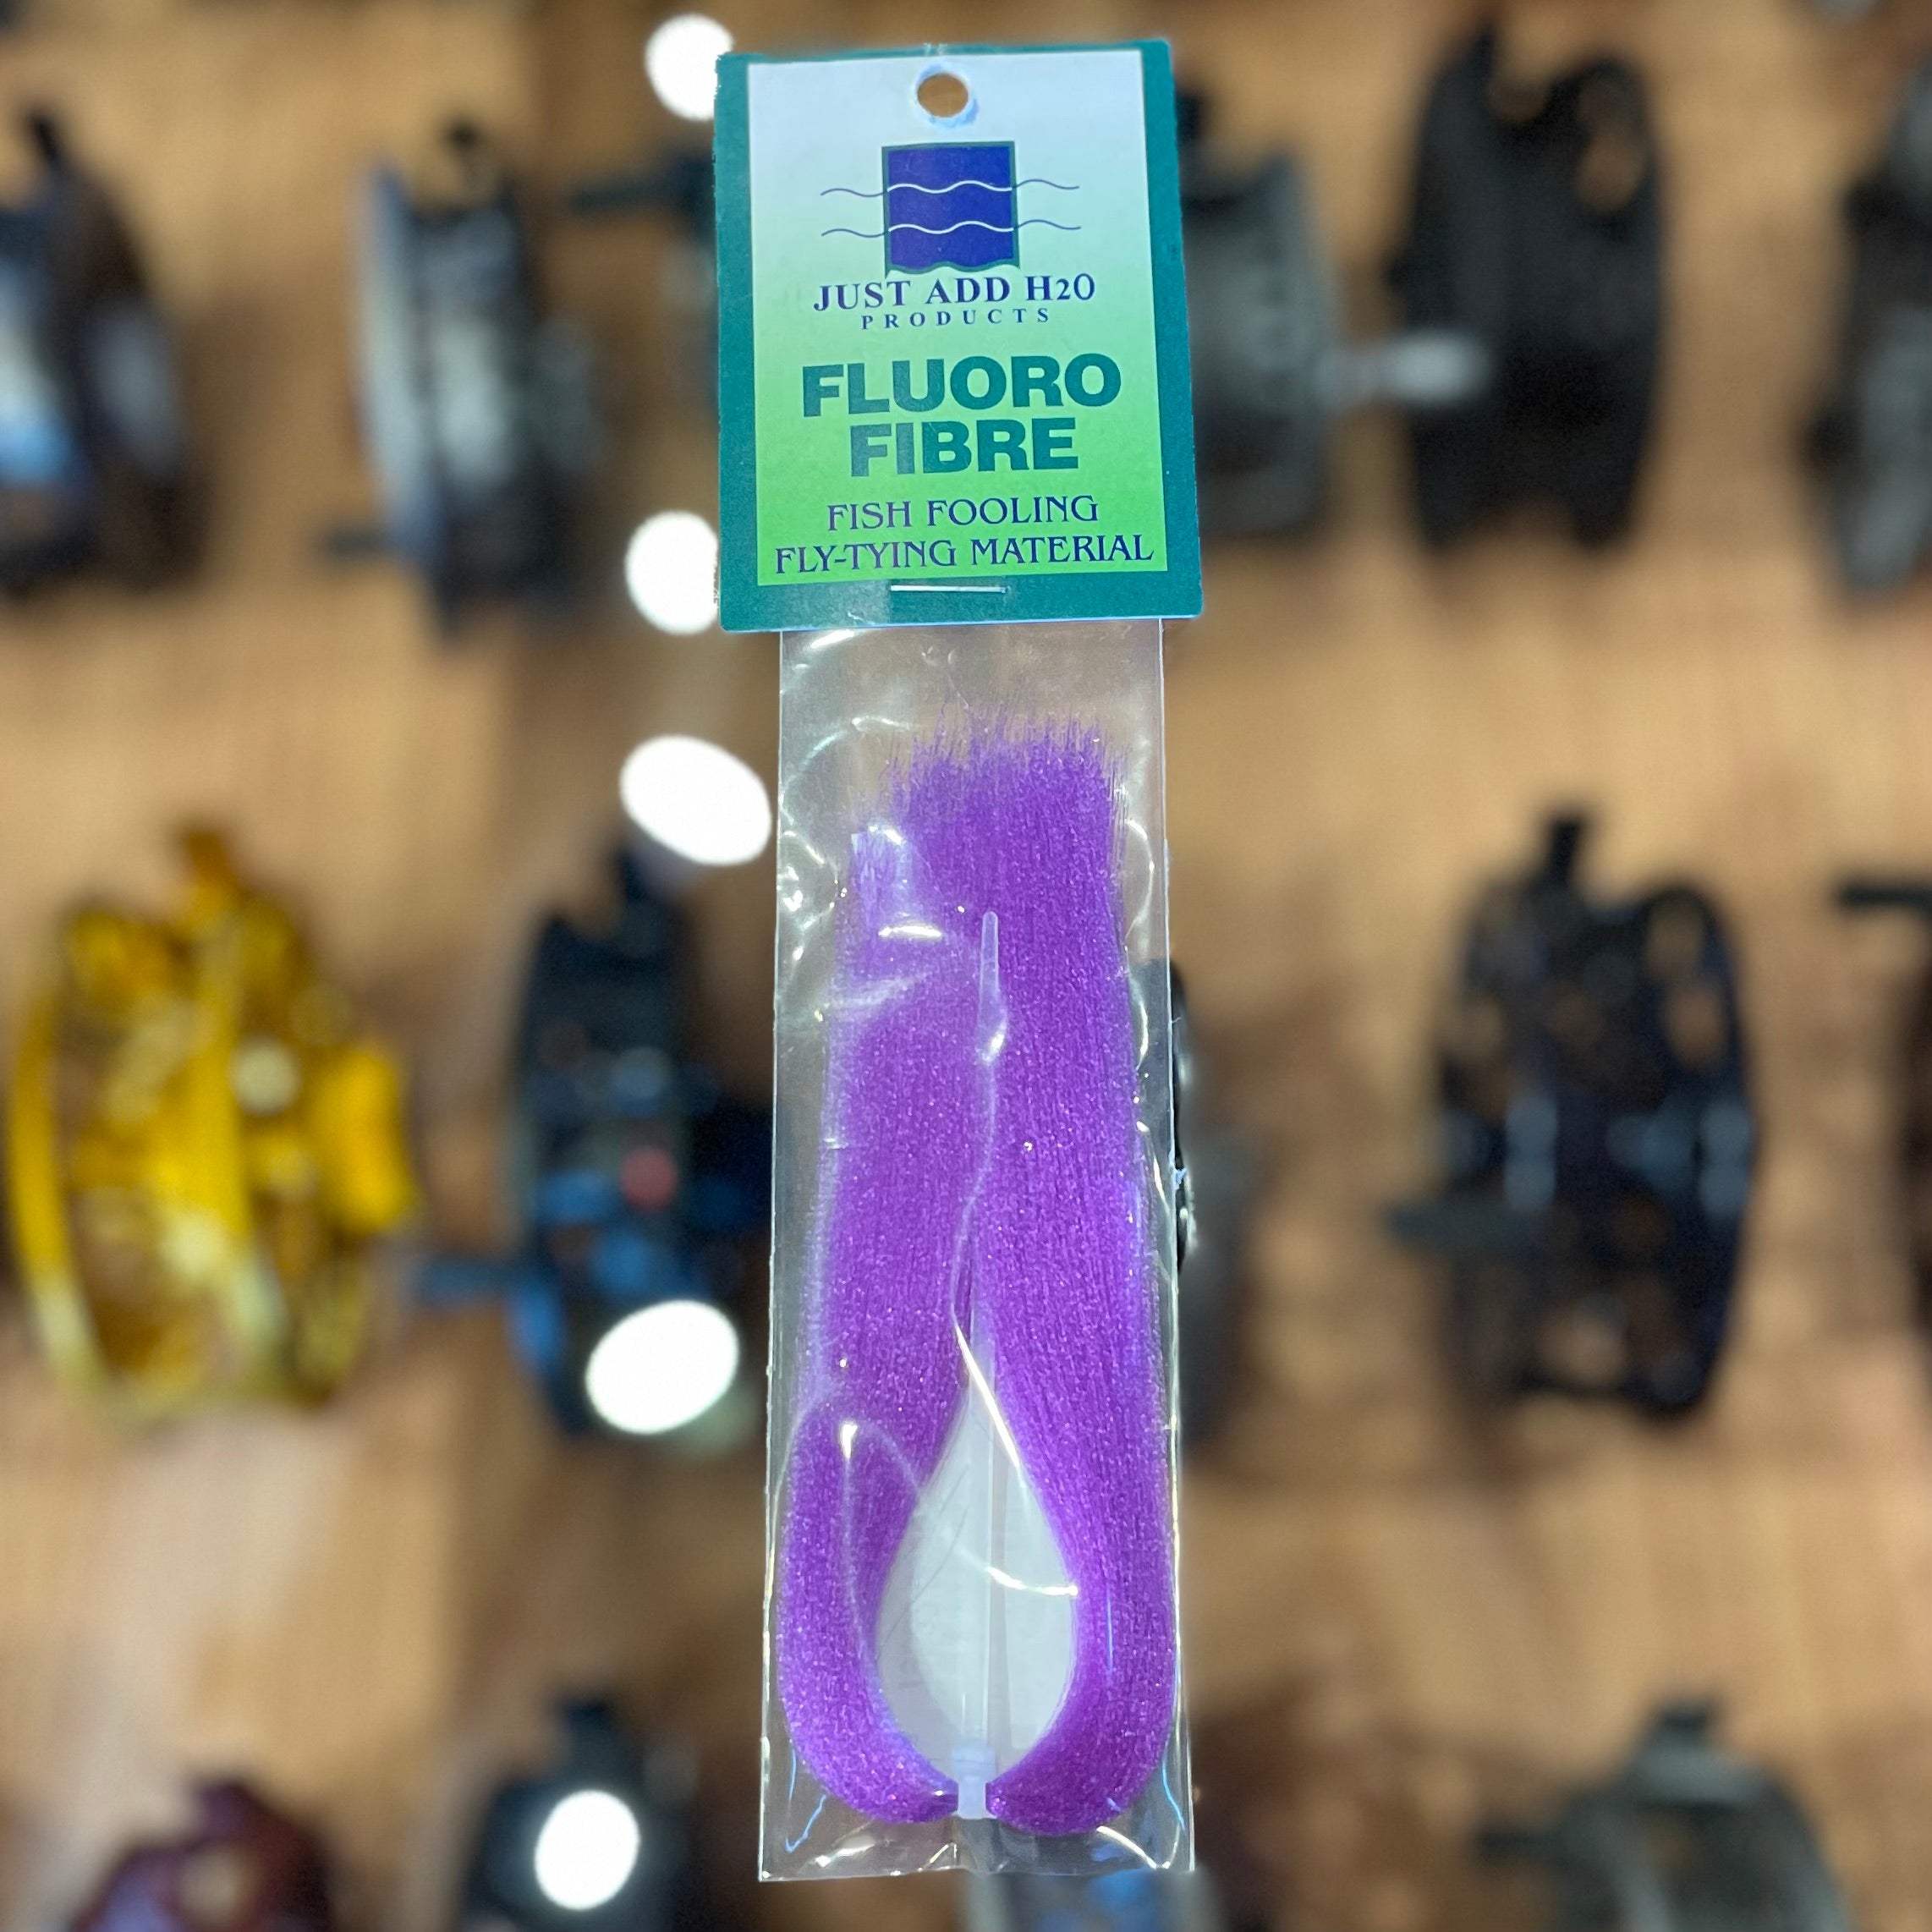 JUST ADD H2O
PRODUCTS
FLUORO
FIBRE
FISH FOOLING
FLY-TYING MATERIAL